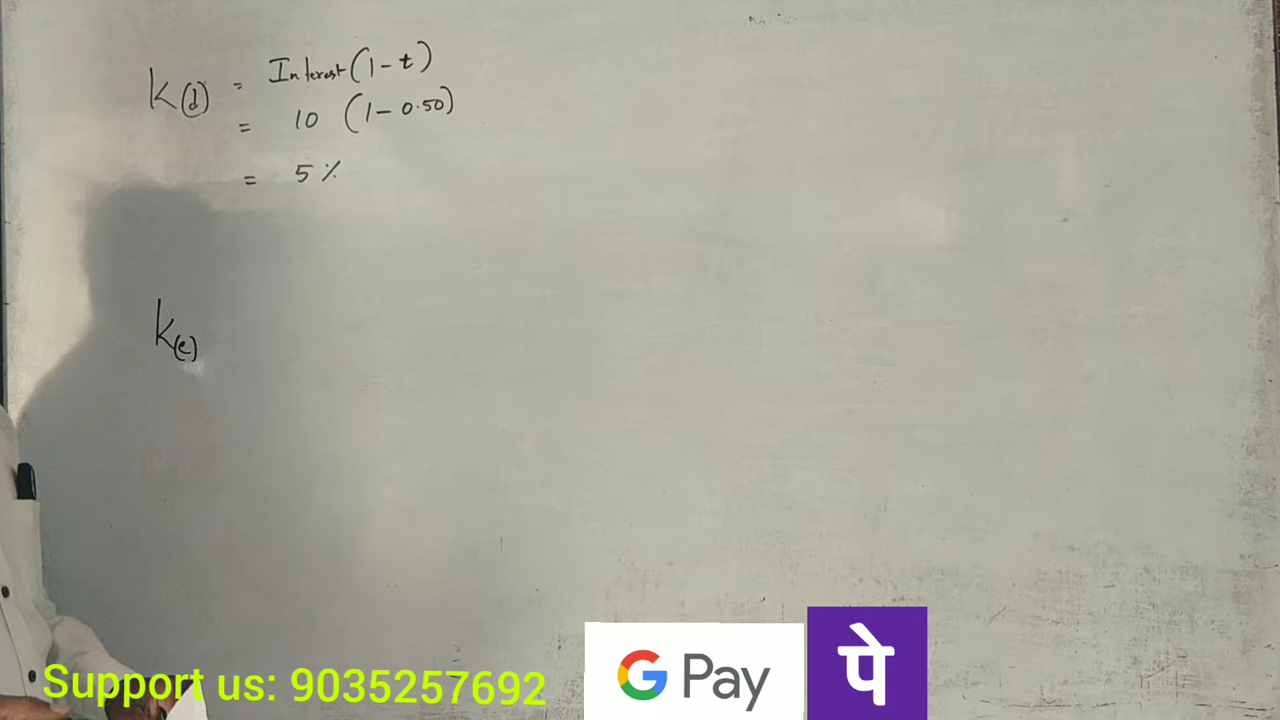 K(d) = Interest (1 - t)
= 10 (1 - 0.50)
= 5 %
K(e)
Support us: 9035257692
G Pay
पे